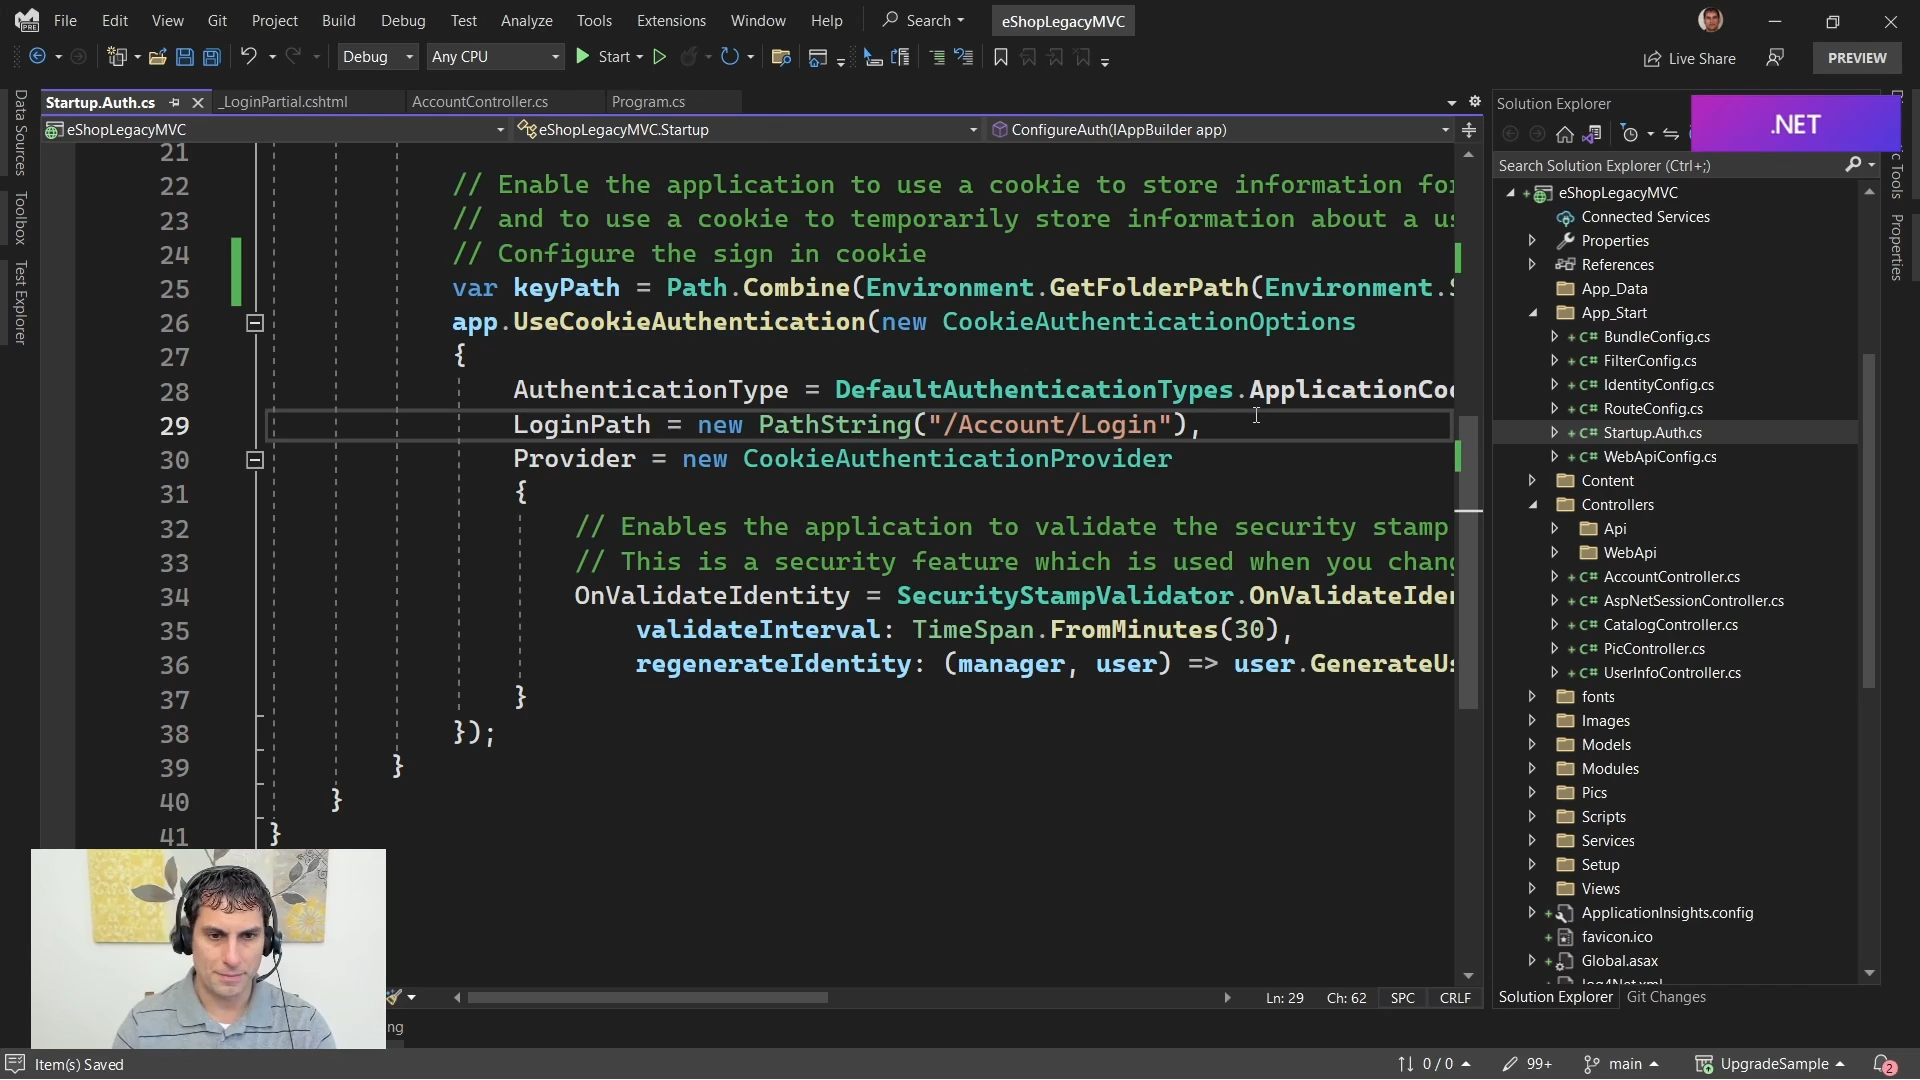 File Edit View Git Project Build Debug Test Analyze Tools Extensions Window Help Search eShopLegacyMVC
PRE
Debug Any CPU Start Live Share PREVIEW
Startup.Auth.cs _LoginPartial.cshtml AccountController.cs Program.cs
eShopLegacyMVC eShopLegacyMVC.Startup ConfigureAuth(IAppBuilder app)
Data Sources
Toolbox
Test Explorer
21
22 // Enable the application to use a cookie to store information fo
23 // and to use a cookie to temporarily store information about a u
24 // Configure the sign in cookie
25 var keyPath = Path.Combine(Environment.GetFolderPath(Environment.
26 app.UseCookieAuthentication(new CookieAuthenticationOptions
27 {
28 AuthenticationType = DefaultAuthenticationTypes.ApplicationCo
29 LoginPath = new PathString("/Account/Login"),
30 Provider = new CookieAuthenticationProvider
31 {
32 // Enables the application to validate the security stamp
33 // This is a security feature which is used when you chan
34 OnValidateIdentity = SecurityStampValidator.OnValidateIde
35 validateInterval: TimeSpan.FromMinutes(30),
36 regenerateIdentity: (manager, user) => user.GenerateU
37 }
38 });
39 }
40 }
41 }
Ln: 29 Ch: 62 SPC CRLF
ng
Solution Explorer
.NET
Search Solution Explorer (Ctrl+;)
eShopLegacyMVC
Connected Services
Properties
References
App_Data
App_Start
C# BundleConfig.cs
C# FilterConfig.cs
C# IdentityConfig.cs
C# RouteConfig.cs
C# Startup.Auth.cs
C# WebApiConfig.cs
Content
Controllers
Api
WebApi
C# AccountController.cs
C# AspNetSessionController.cs
C# CatalogController.cs
C# PicController.cs
C# UserInfoController.cs
fonts
Images
Models
Modules
Pics
Scripts
Services
Setup
Views
ApplicationInsights.config
favicon.ico
Global.asax
Solution Explorer Git Changes
c Tools
Properties
Item(s) Saved 0 / 0 99+ main UpgradeSample 2